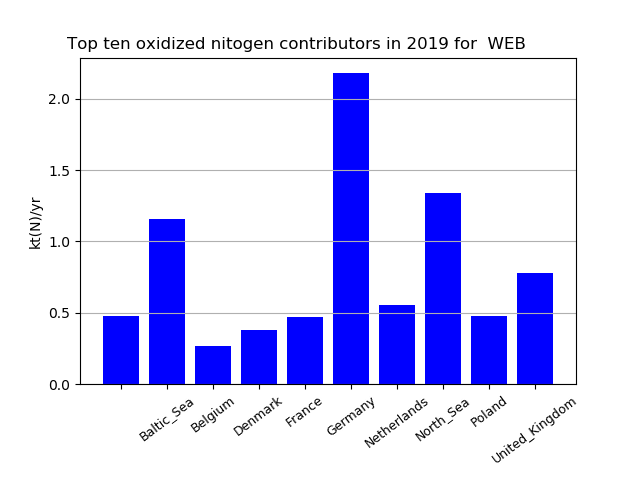 Top ten oxidized nitogen contributors in 2019 for  WEB
kt(N)/yr
2.0
1.5
1.0
0.5
0.0
Baltic_Sea
Belgium
Denmark
France
Germany
Netherlands
North_Sea
Poland
United_Kingdom